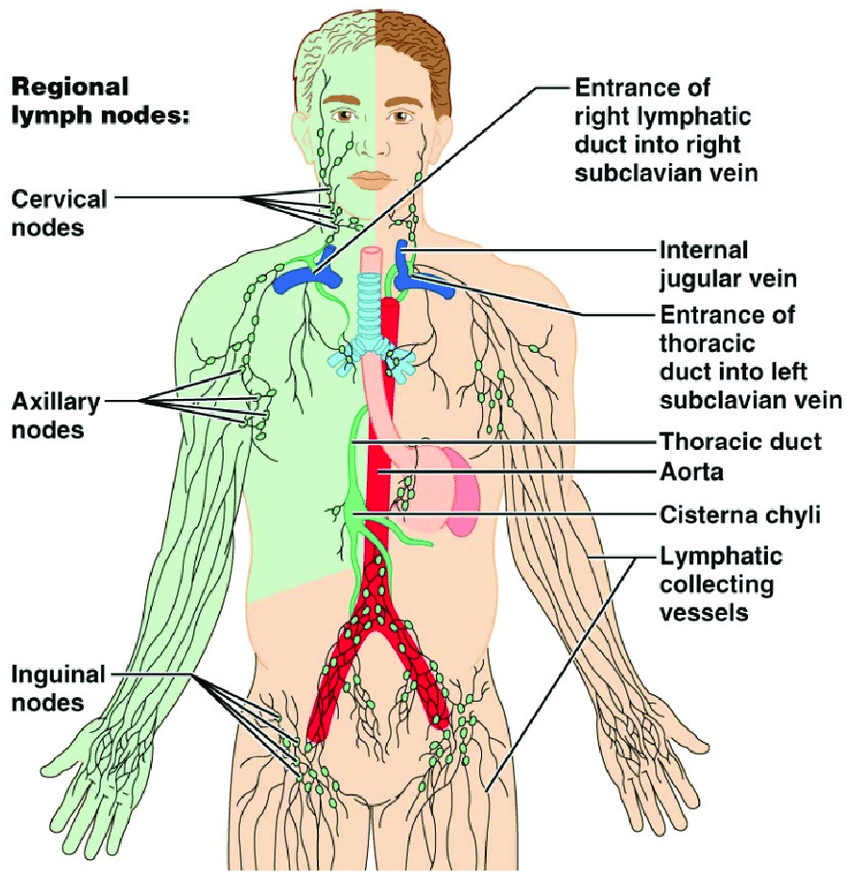 Regional
lymph nodes:
Cervical
nodes
Axillary
nodes
Inguinal
nodes
Entrance of
right lymphatic
duct into right
subclavian vein
Internal
jugular vein
Entrance of
thoracic
duct into left
subclavian vein
Thoracic duct
Aorta
Cisterna chyli
Lymphatic
collecting
vessels